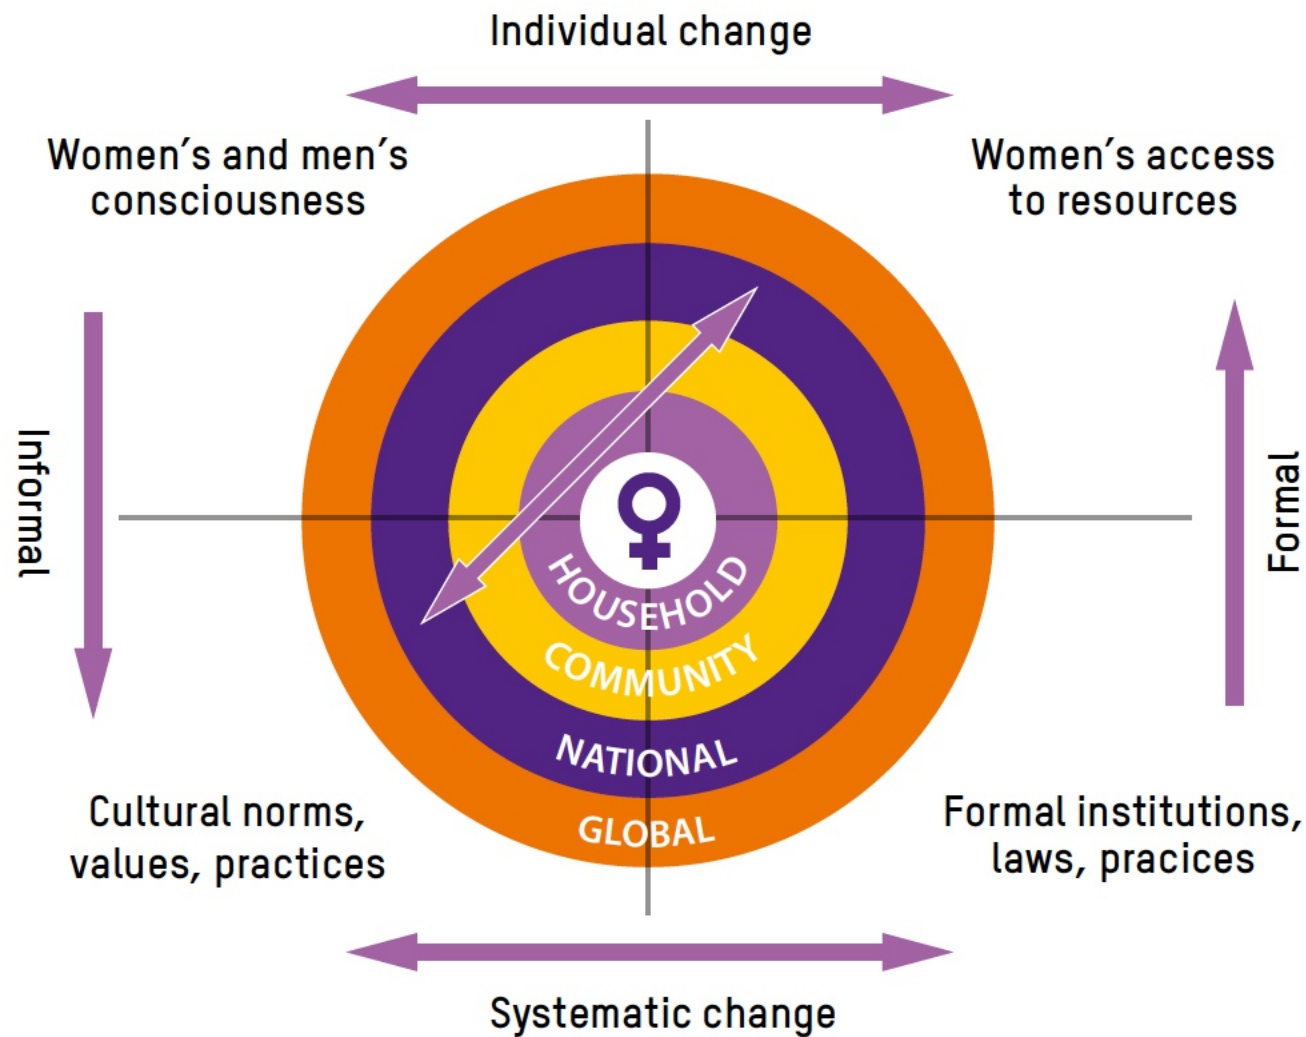 Individual change
Women's and men's
consciousness
Women's access
to resources
Informal
Formal
HOUSEHOLD
COMMUNITY
NATIONAL
GLOBAL
Cultural norms,
values, practices
Formal institutions,
laws, pracices
Systematic change